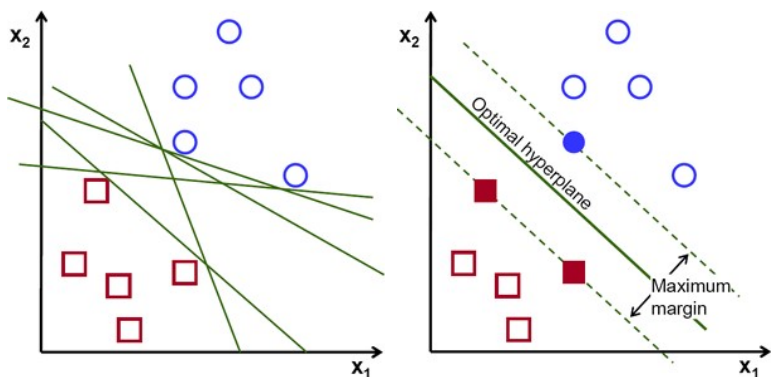 x₂
x₁
x₂
Optimal hyperplane
Maximum
margin
x₁